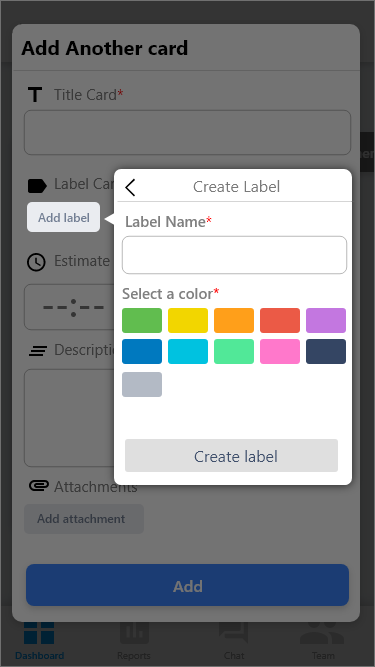 Add Another card
Title Card*
Label Car
Add label
Create Label
Label Name*
Estimate
Select a color*
--:--
Descripti
Create label
Attachments
Add attachment
Add
Dashboard
Reports
Chat
Team